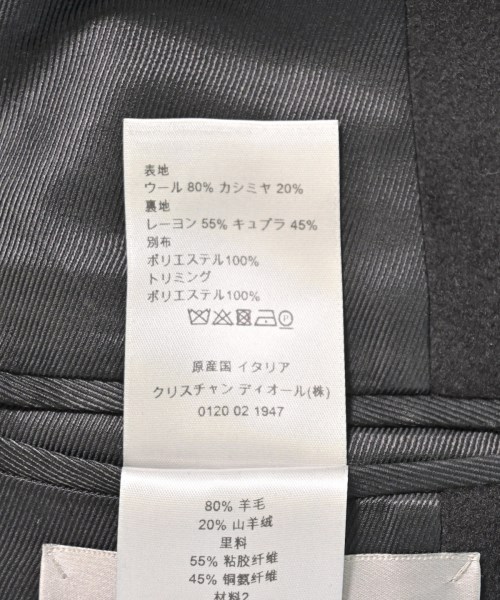 表地
ウール 80% カシミヤ 20%
裏地
レーヨン 55% キュプラ 45%
別布
ポリエステル100%
トリミング
ポリエステル100%
P
原産国 イタリア
クリスチャン ディオール(株)
0120 02 1947
80% 羊毛
20% 山羊绒
里料
55% 粘胶纤维
45% 铜氨纤维
材料2